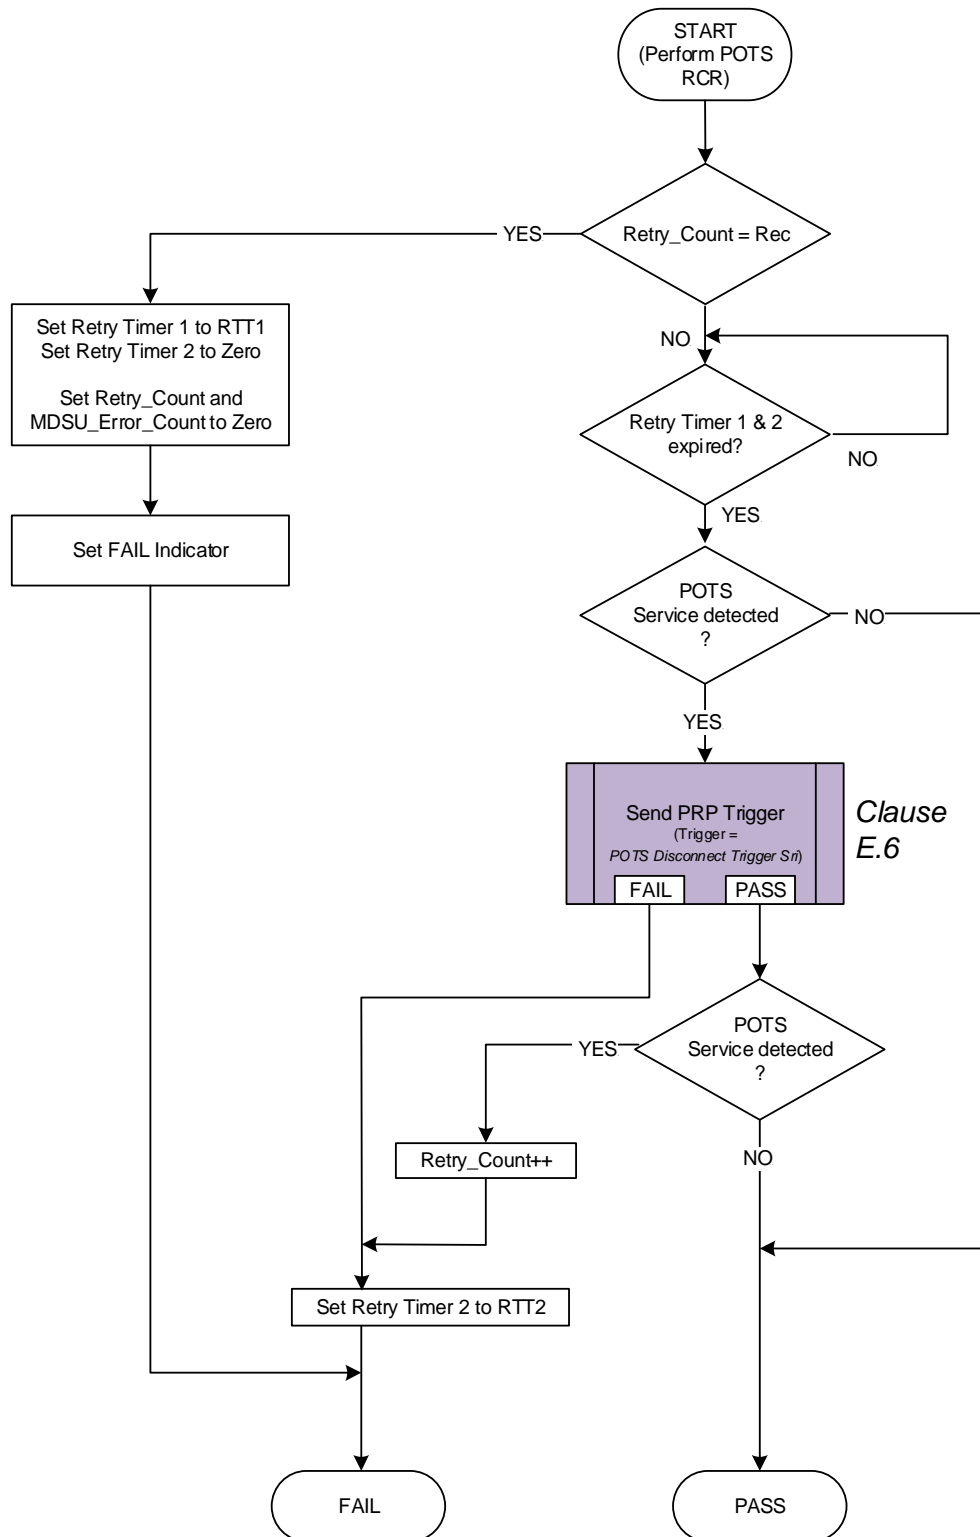 START
(Perform POTS
RCR)
Retry_Count = Rec
YES
Set Retry Timer 1 to RTT1
Set Retry Timer 2 to Zero
Set Retry_Count and
MDSU_Error_Count to Zero
NO
Retry Timer 1 & 2
expired?
NO
YES
Set FAIL Indicator
POTS
Service detected
?
NO
YES
Send PRP Trigger
(Trigger =
POTS Disconnect Trigger Sri)
FAIL
PASS
Clause
E.6
POTS
Service detected
?
YES
Retry_Count++
NO
Set Retry Timer 2 to RTT2
FAIL
PASS